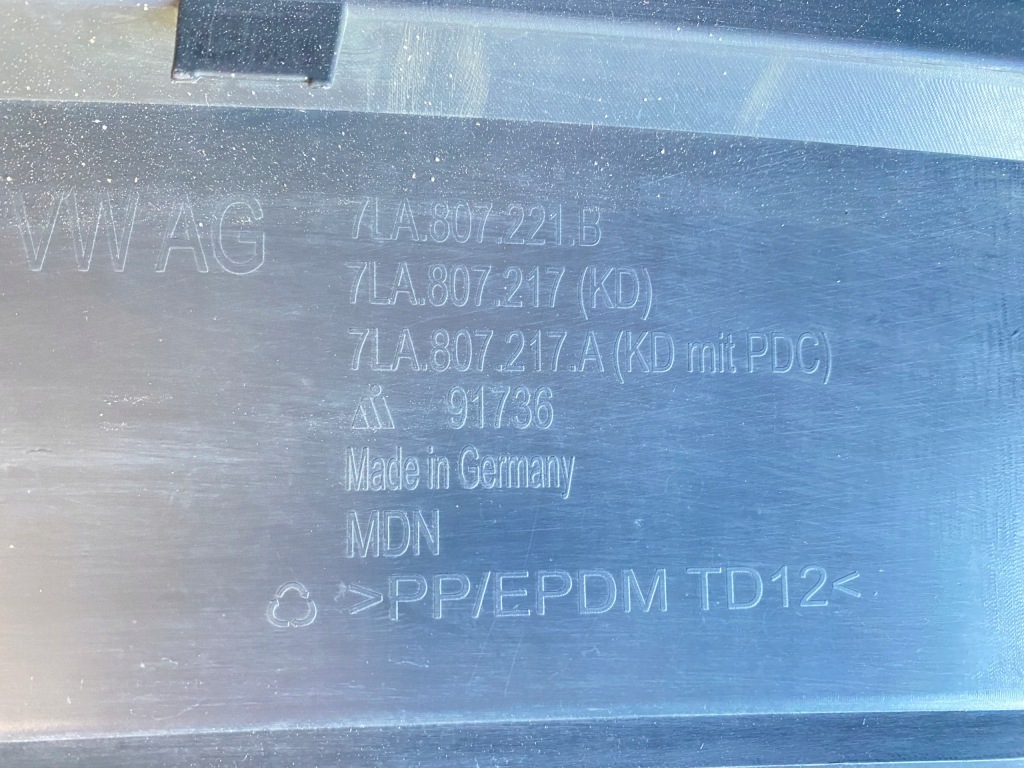 VW AG
7LA.807.221.B
7LA.807.217 (KD)
7LA.807.217.A (KD mit PDC)
91736
Made in Germany
MDN
>PP/EPDM TD12<